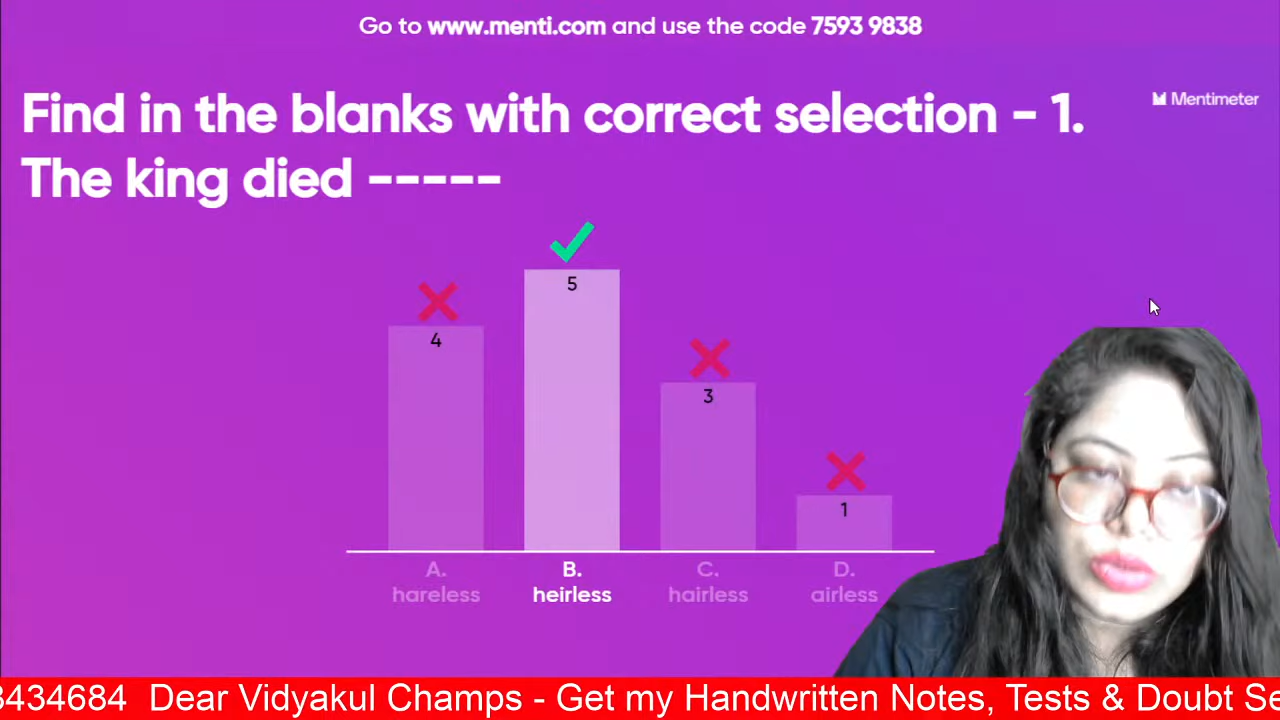 Go to www.menti.com and use the code 7593 9838
Mentimeter
Find in the blanks with correct selection - 1.
The king died -----
4
5
3
1
A.
hareless
B.
heirless
C.
hairless
D.
airless
3434684 Dear Vidyakul Champs - Get my Handwritten Notes, Tests & Doubt Se